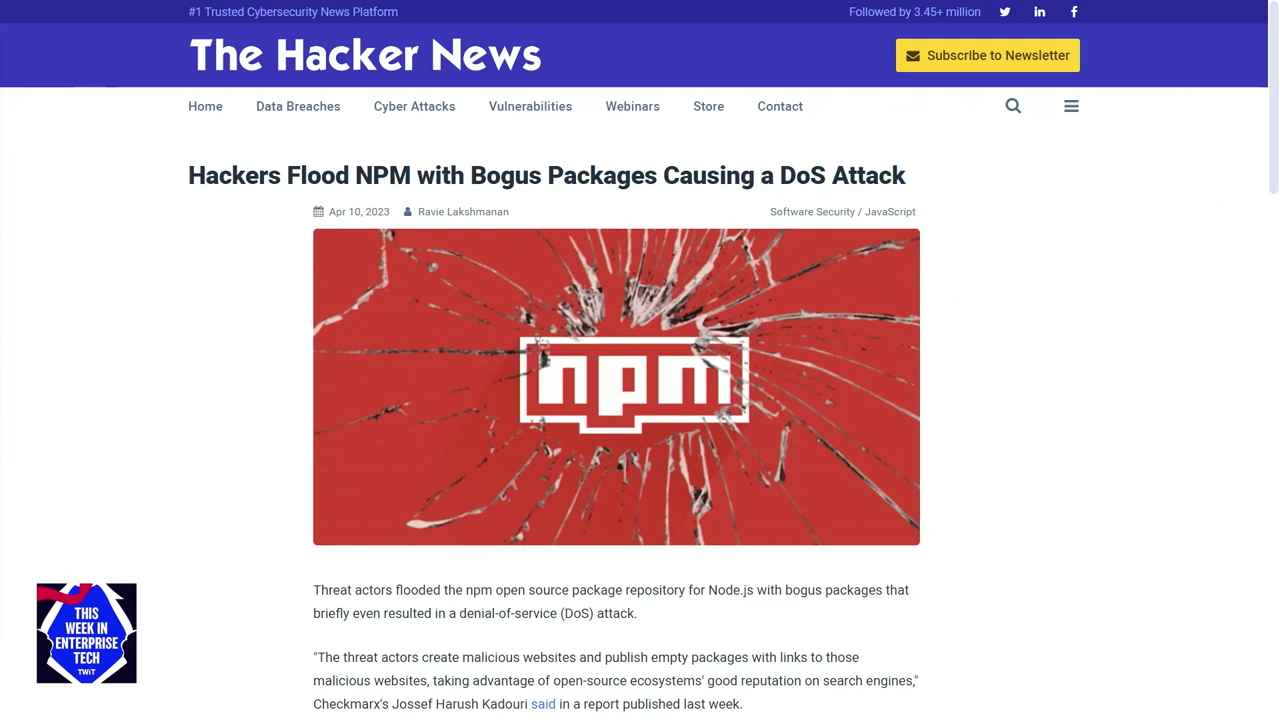 #1 Trusted Cybersecurity News Platform
Followed by 3.45+ million
The Hacker News
Subscribe to Newsletter
Home Data Breaches Cyber Attacks Vulnerabilities Webinars Store Contact
Hackers Flood NPM with Bogus Packages Causing a DoS Attack
Apr 10, 2023 Ravie Lakshmanan Software Security / JavaScript
npm
Threat actors flooded the npm open source package repository for Node.js with bogus packages that
briefly even resulted in a denial-of-service (DoS) attack.
"The threat actors create malicious websites and publish empty packages with links to those
malicious websites, taking advantage of open-source ecosystems' good reputation on search engines,"
Checkmarx's Jossef Harush Kadouri said in a report published last week.
THIS
WEEK IN
ENTERPRISE
TECH
TWiT